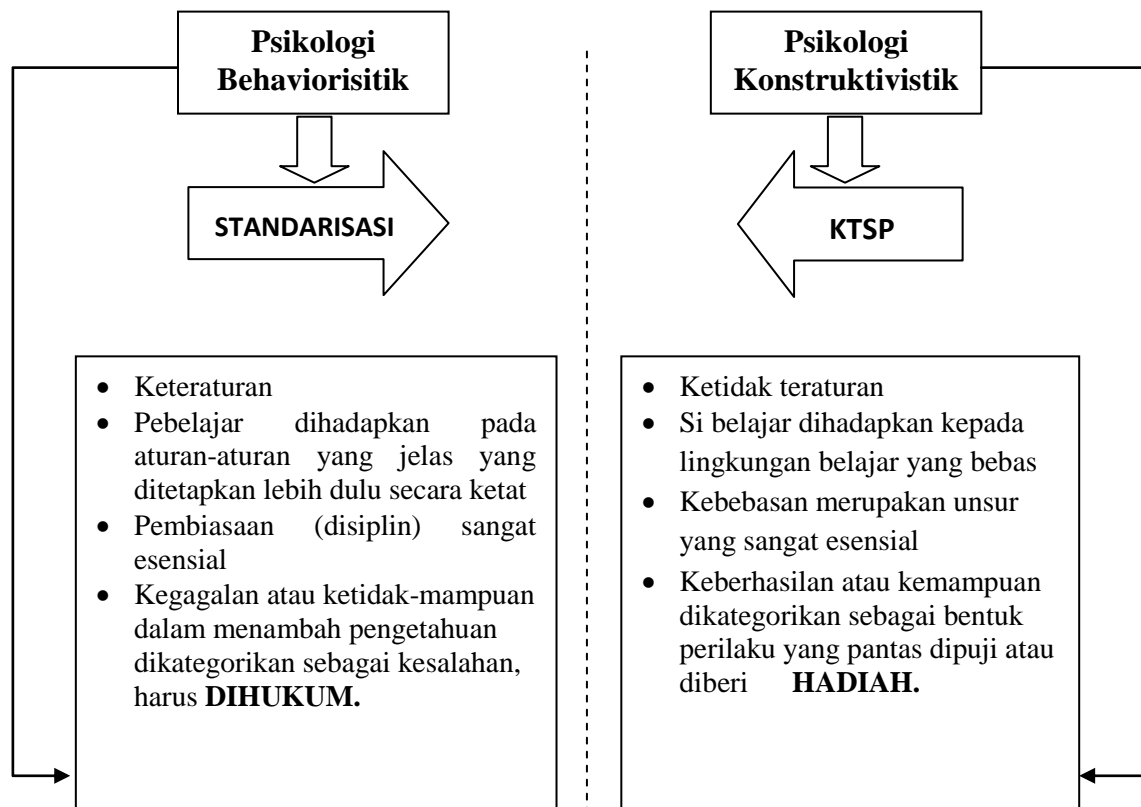 Psikologi
Behaviorisitik
STANDARISASI
• Keteraturan
• Pebelajar dihadapkan pada
aturan-aturan yang jelas yang
ditetapkan lebih dulu secara ketat
• Pembiasaan (disiplin) sangat
esensial
• Kegagalan atau ketidak-mampuan
dalam menambah pengetahuan
dikategorikan sebagai kesalahan,
harus DIHUKUM.
Psikologi
Konstruktivistik
KTSP
• Ketidak teraturan
• Si belajar dihadapkan kepada
lingkungan belajar yang bebas
• Kebebasan merupakan unsur
yang sangat esensial
• Keberhasilan atau kemampuan
dikategorikan sebagai bentuk
perilaku yang pantas dipuji atau
diberi HADIAH.